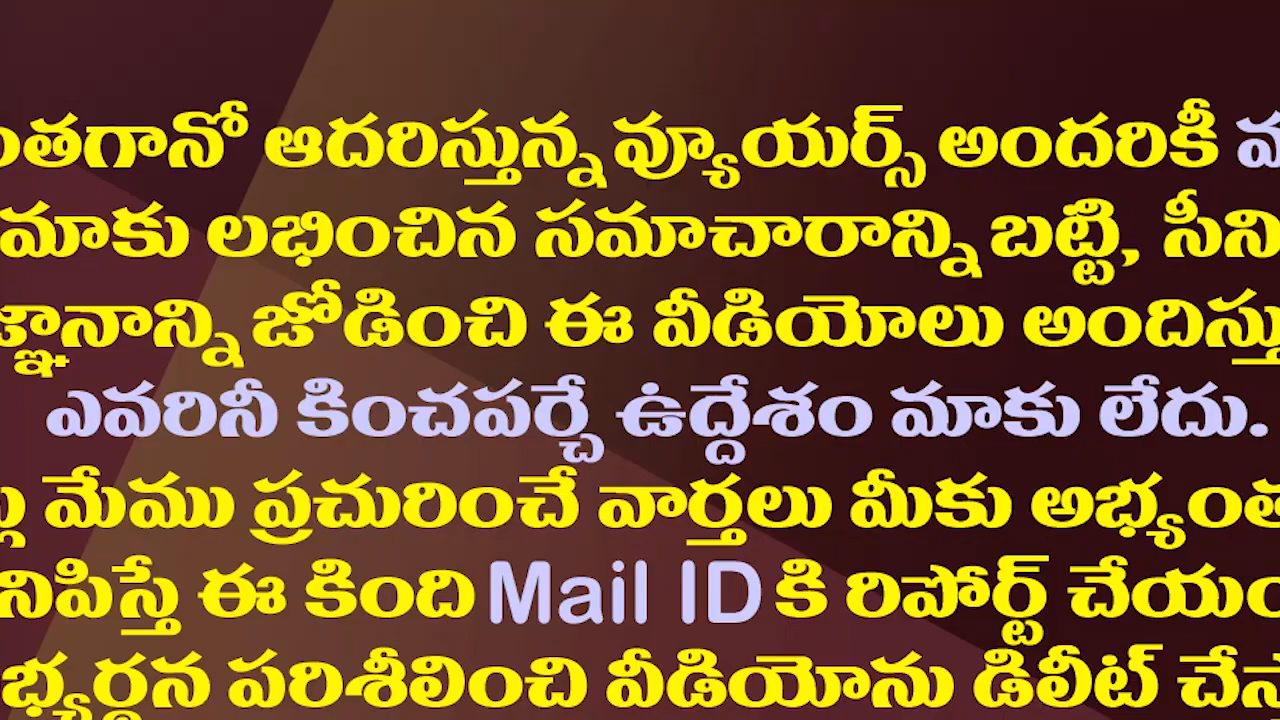 ఆదరిస్తున్న వ్యూయర్స్ అందరికీ
మాకు లభించిన సమాచారాన్ని బట్టి,
జోడించి ఈ వీడియోలు
ఎవరినీ కించపర్చే ఉద్దేశం మాకు లేదు.
మేము ప్రచురించే వార్తలు మీకు
ఈ కింది Mail ID కి రిపోర్ట్
పరిశీలించి వీడియోను డిలీట్